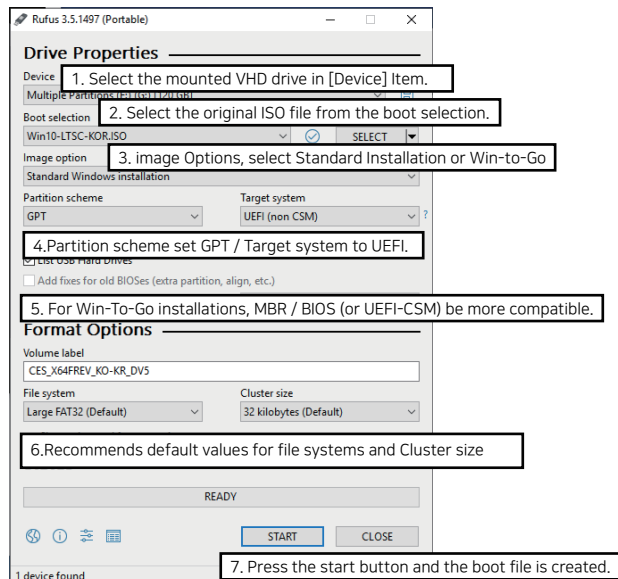 Rufus 3.5.1497 (Portable)
Drive Properties
Device
1. Select the mounted VHD drive in [Device] Item.
Multiple Partitions (F:) (G:) [120 GB]
2. Select the original ISO file from the boot selection.
Boot selection
Win10-LTSC-KOR.ISO
SELECT
3. image Options, select Standard Installation or Win-to-Go
Image option
Standard Windows installation
Partition scheme
Target system
GPT
UEFI (non CSM)
?
4.Partition scheme set GPT / Target system to UEFI.
List USB Hard Drives
Add fixes for old BIOSes (extra partition, align, etc.)
5. For Win-To-Go installations, MBR / BIOS (or UEFI-CSM) be more compatible.
Format Options
Volume label
CES_X64FREV_KO-KR_DV5
File system
Cluster size
Large FAT32 (Default)
32 kilobytes (Default)
6.Recommends default values for file systems and Cluster size
READY
START
CLOSE
7. Press the start button and the boot file is created.
1 device found